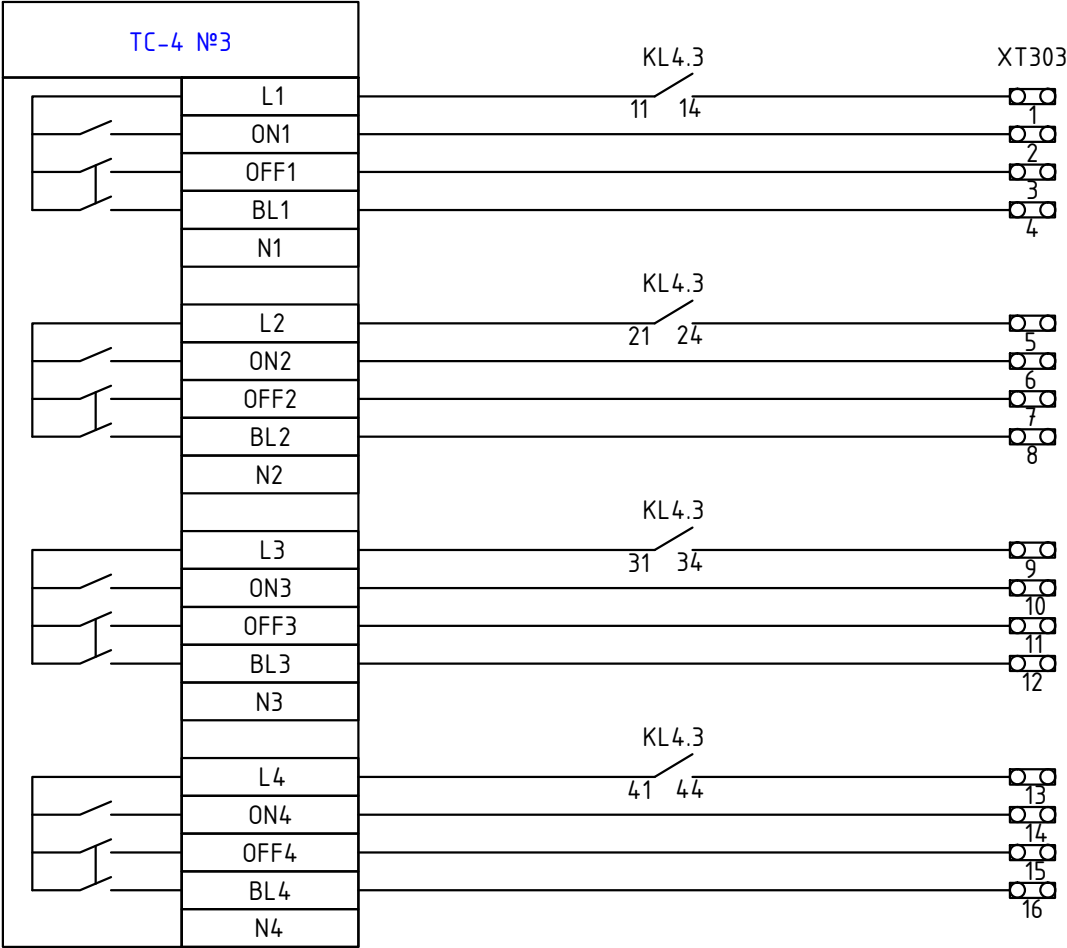 TC-4 №3
KL4.3
XT303
L1
11 14
1
ON1
2
OFF1
3
BL1
4
N1
KL4.3
L2
21 24
5
ON2
6
OFF2
7
BL2
8
N2
KL4.3
L3
31 34
9
ON3
10
OFF3
11
BL3
12
N3
KL4.3
L4
41 44
13
ON4
14
OFF4
15
BL4
16
N4